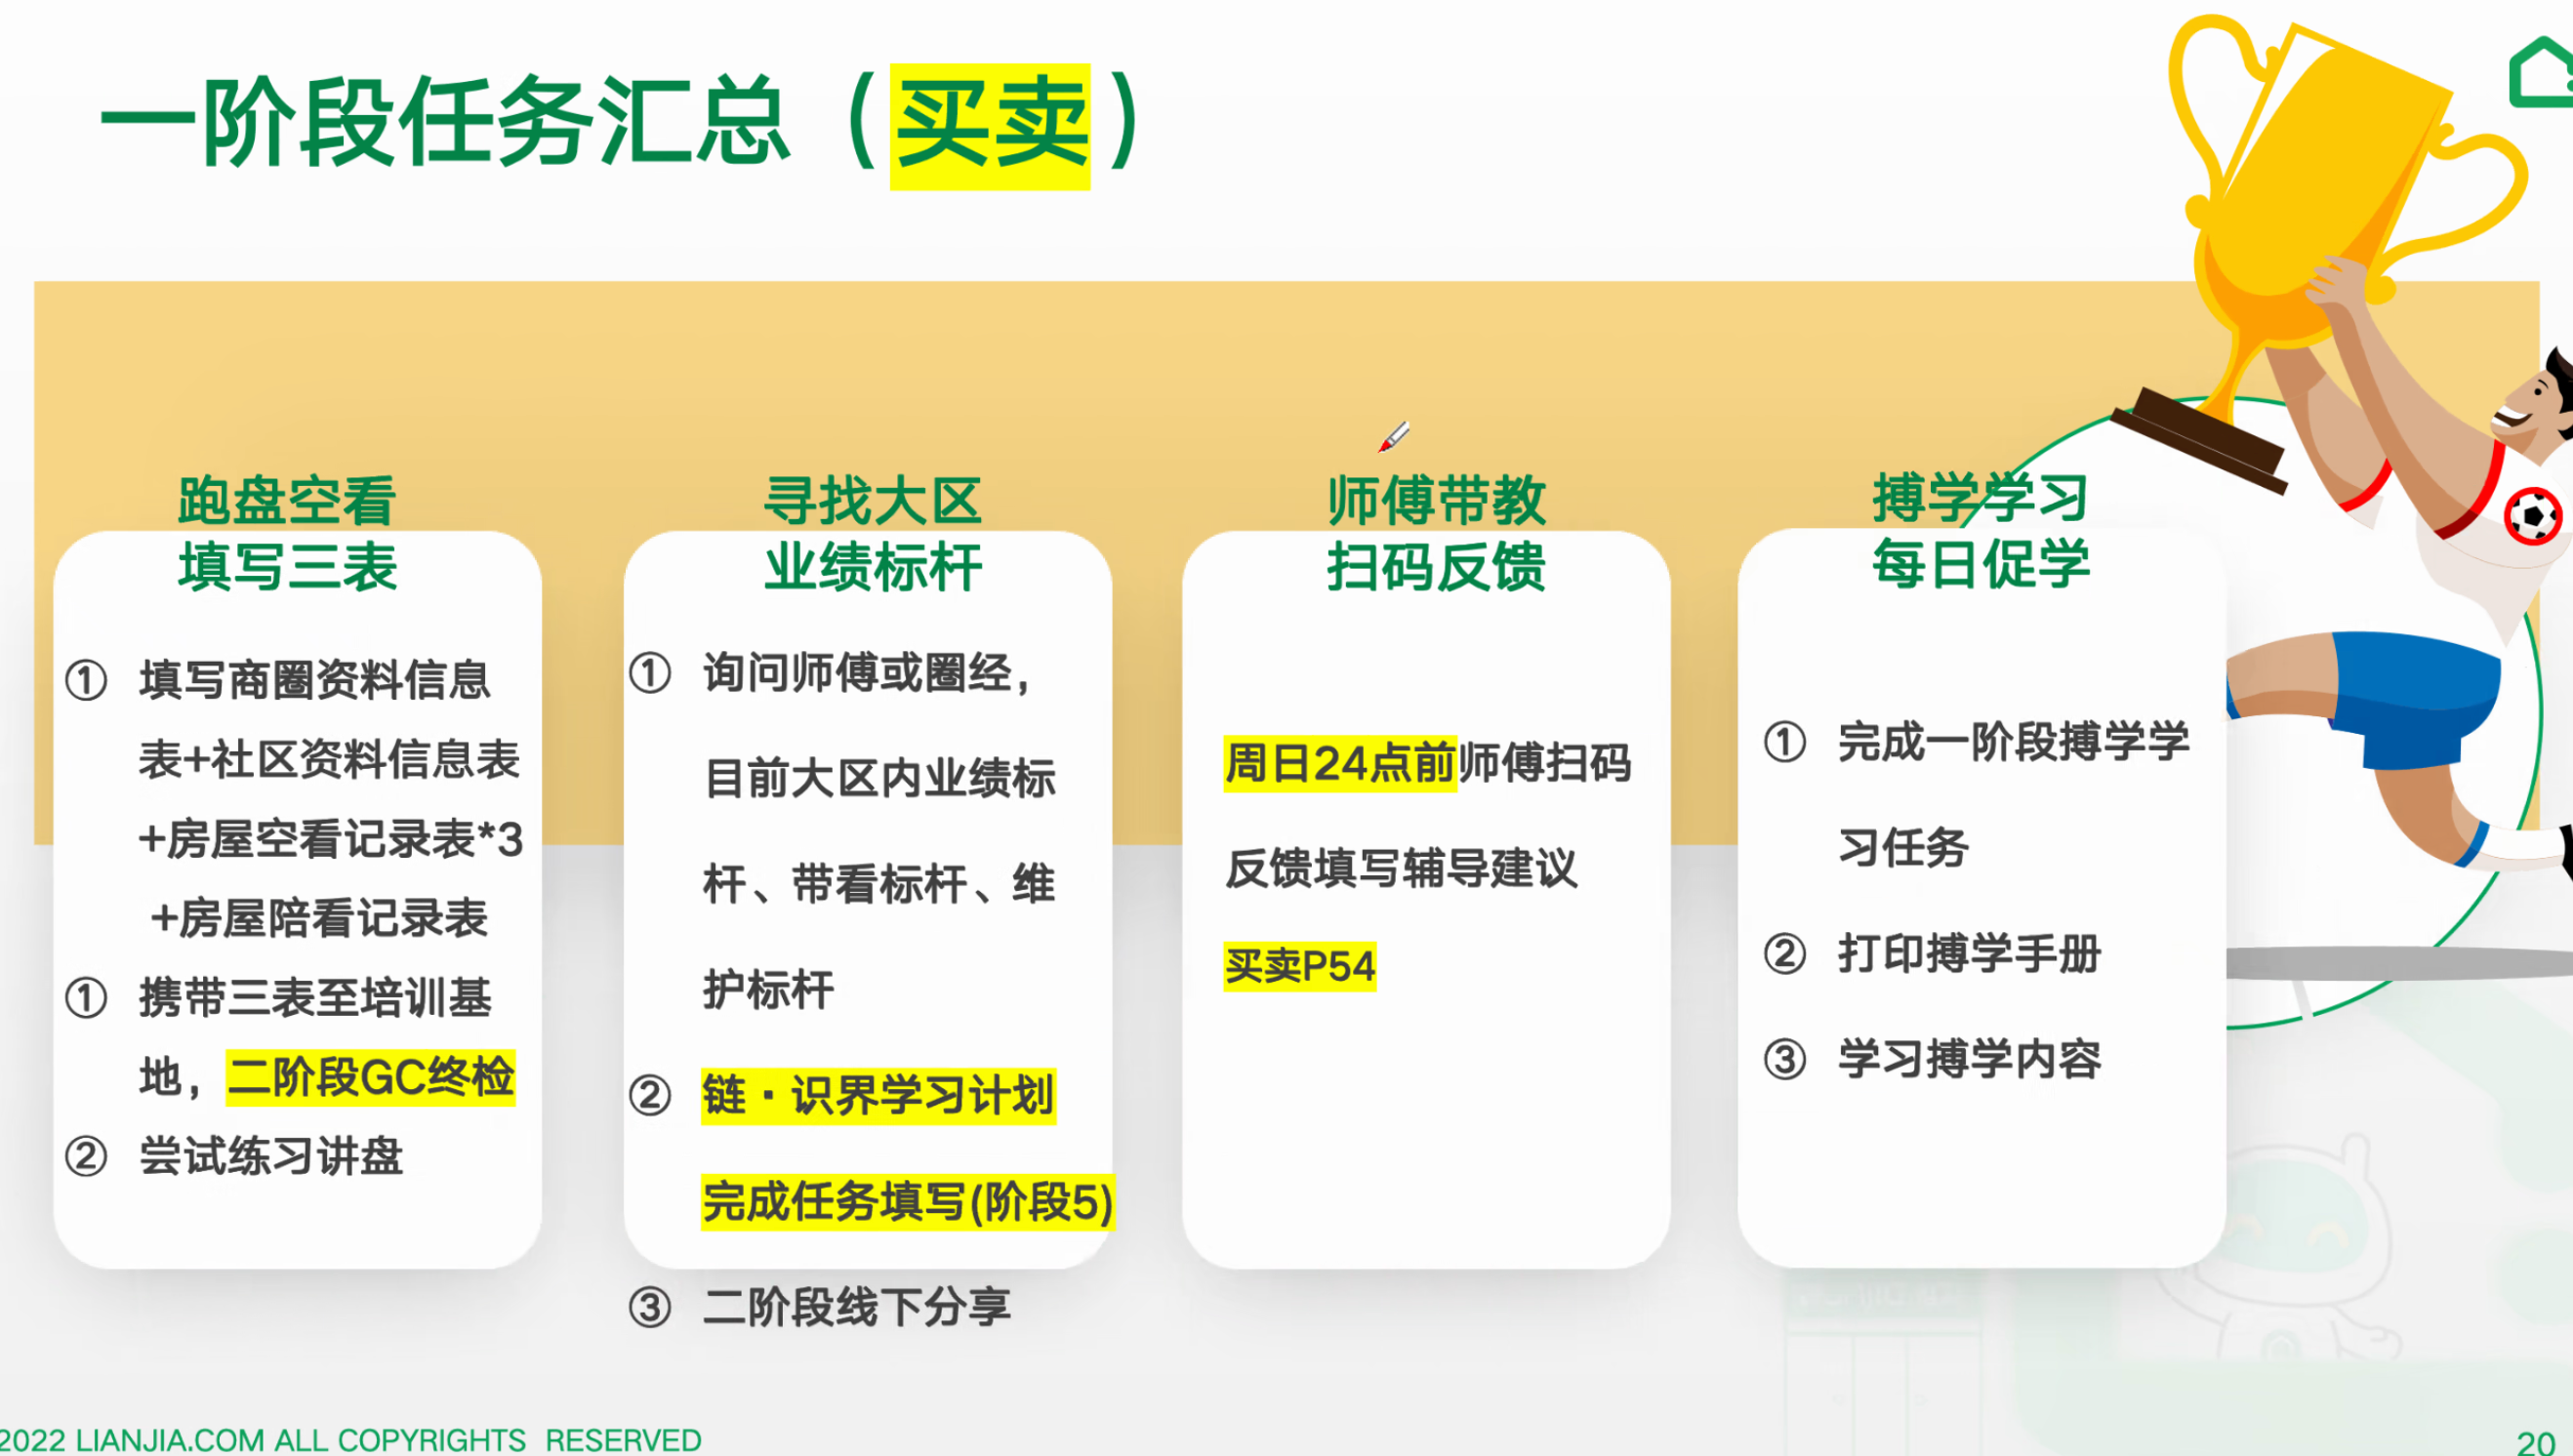 一阶段任务汇总（买卖）
跑盘空看
填写三表
① 填写商圈资料信息
表+社区资料信息表
+房屋空看记录表*3
+房屋陪看记录表
① 携带三表至培训基
地，二阶段GC终检
② 尝试练习讲盘
寻找大区
业绩标杆
① 询问师傅或圈经，
目前大区内业绩标
杆、带看标杆、维
护标杆
② 链·识界学习计划
完成任务填写(阶段5)
③ 二阶段线下分享
师傅带教
扫码反馈
周日24点前师傅扫码
反馈填写辅导建议
买卖P54
搏学学习
每日促学
① 完成一阶段搏学学
习任务
② 打印搏学手册
③ 学习搏学内容
2022 LIANJIA.COM ALL COPYRIGHTS RESERVED
20